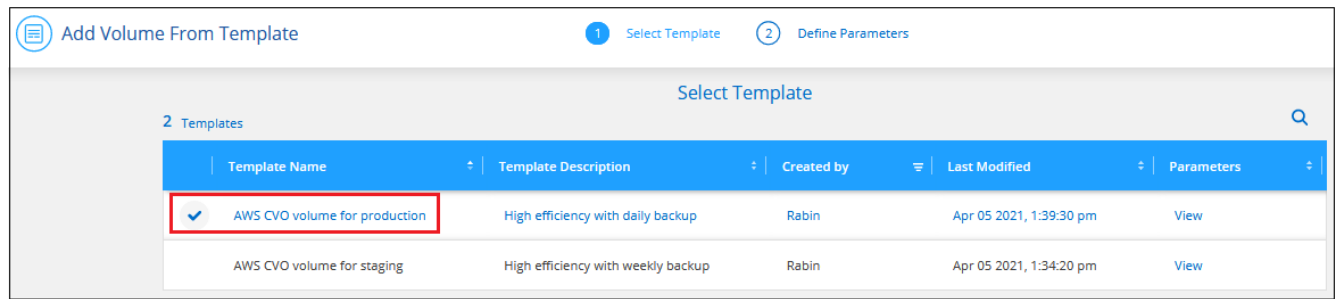 Add Volume From Template
1 Select Template 2 Define Parameters
Select Template
2 Templates
Template Name Template Description Created by Last Modified Parameters
AWS CVO volume for production High efficiency with daily backup Rabin Apr 05 2021, 1:39:30 pm View
AWS CVO volume for staging High efficiency with weekly backup Rabin Apr 05 2021, 1:34:20 pm View